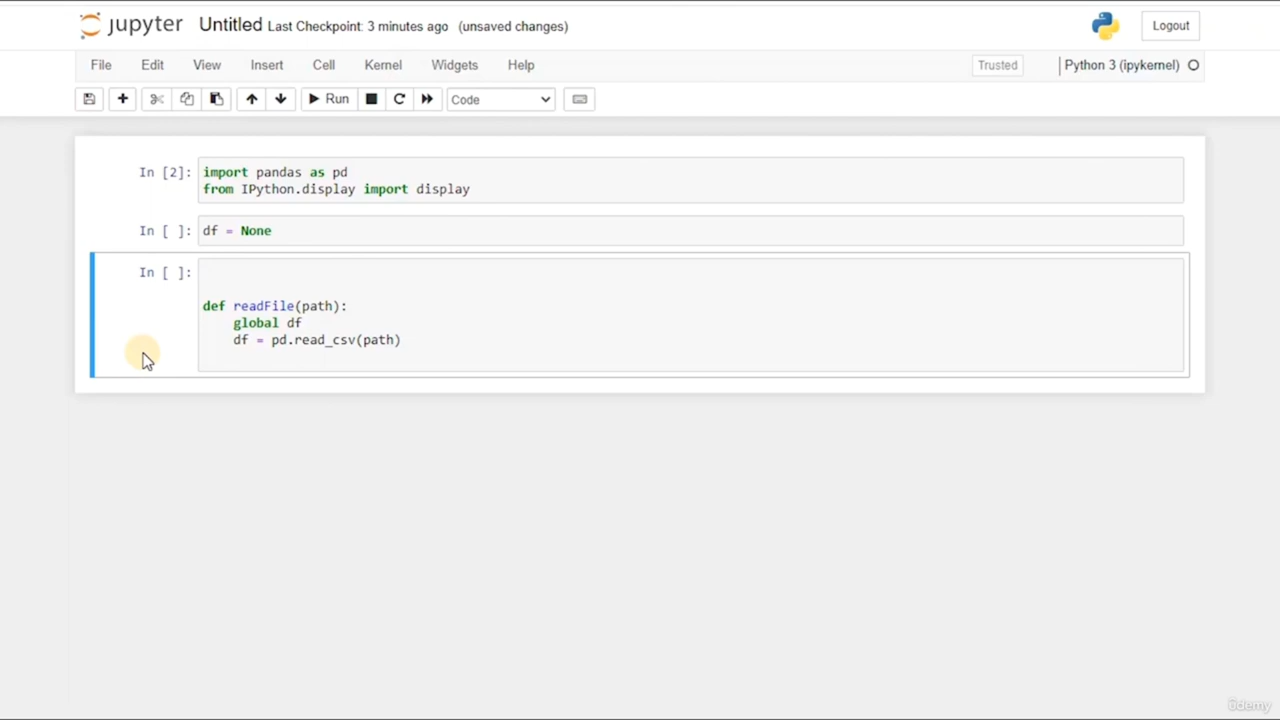 jupyter Untitled Last Checkpoint: 3 minutes ago (unsaved changes) Logout
File Edit View Insert Cell Kernel Widgets Help Trusted Python 3 (ipykernel)
Run Code
In [2]: import pandas as pd
from IPython.display import display
In [ ]: df = None
In [ ]:
def readFile(path):
    global df
    df = pd.read_csv(path)
ûdemy